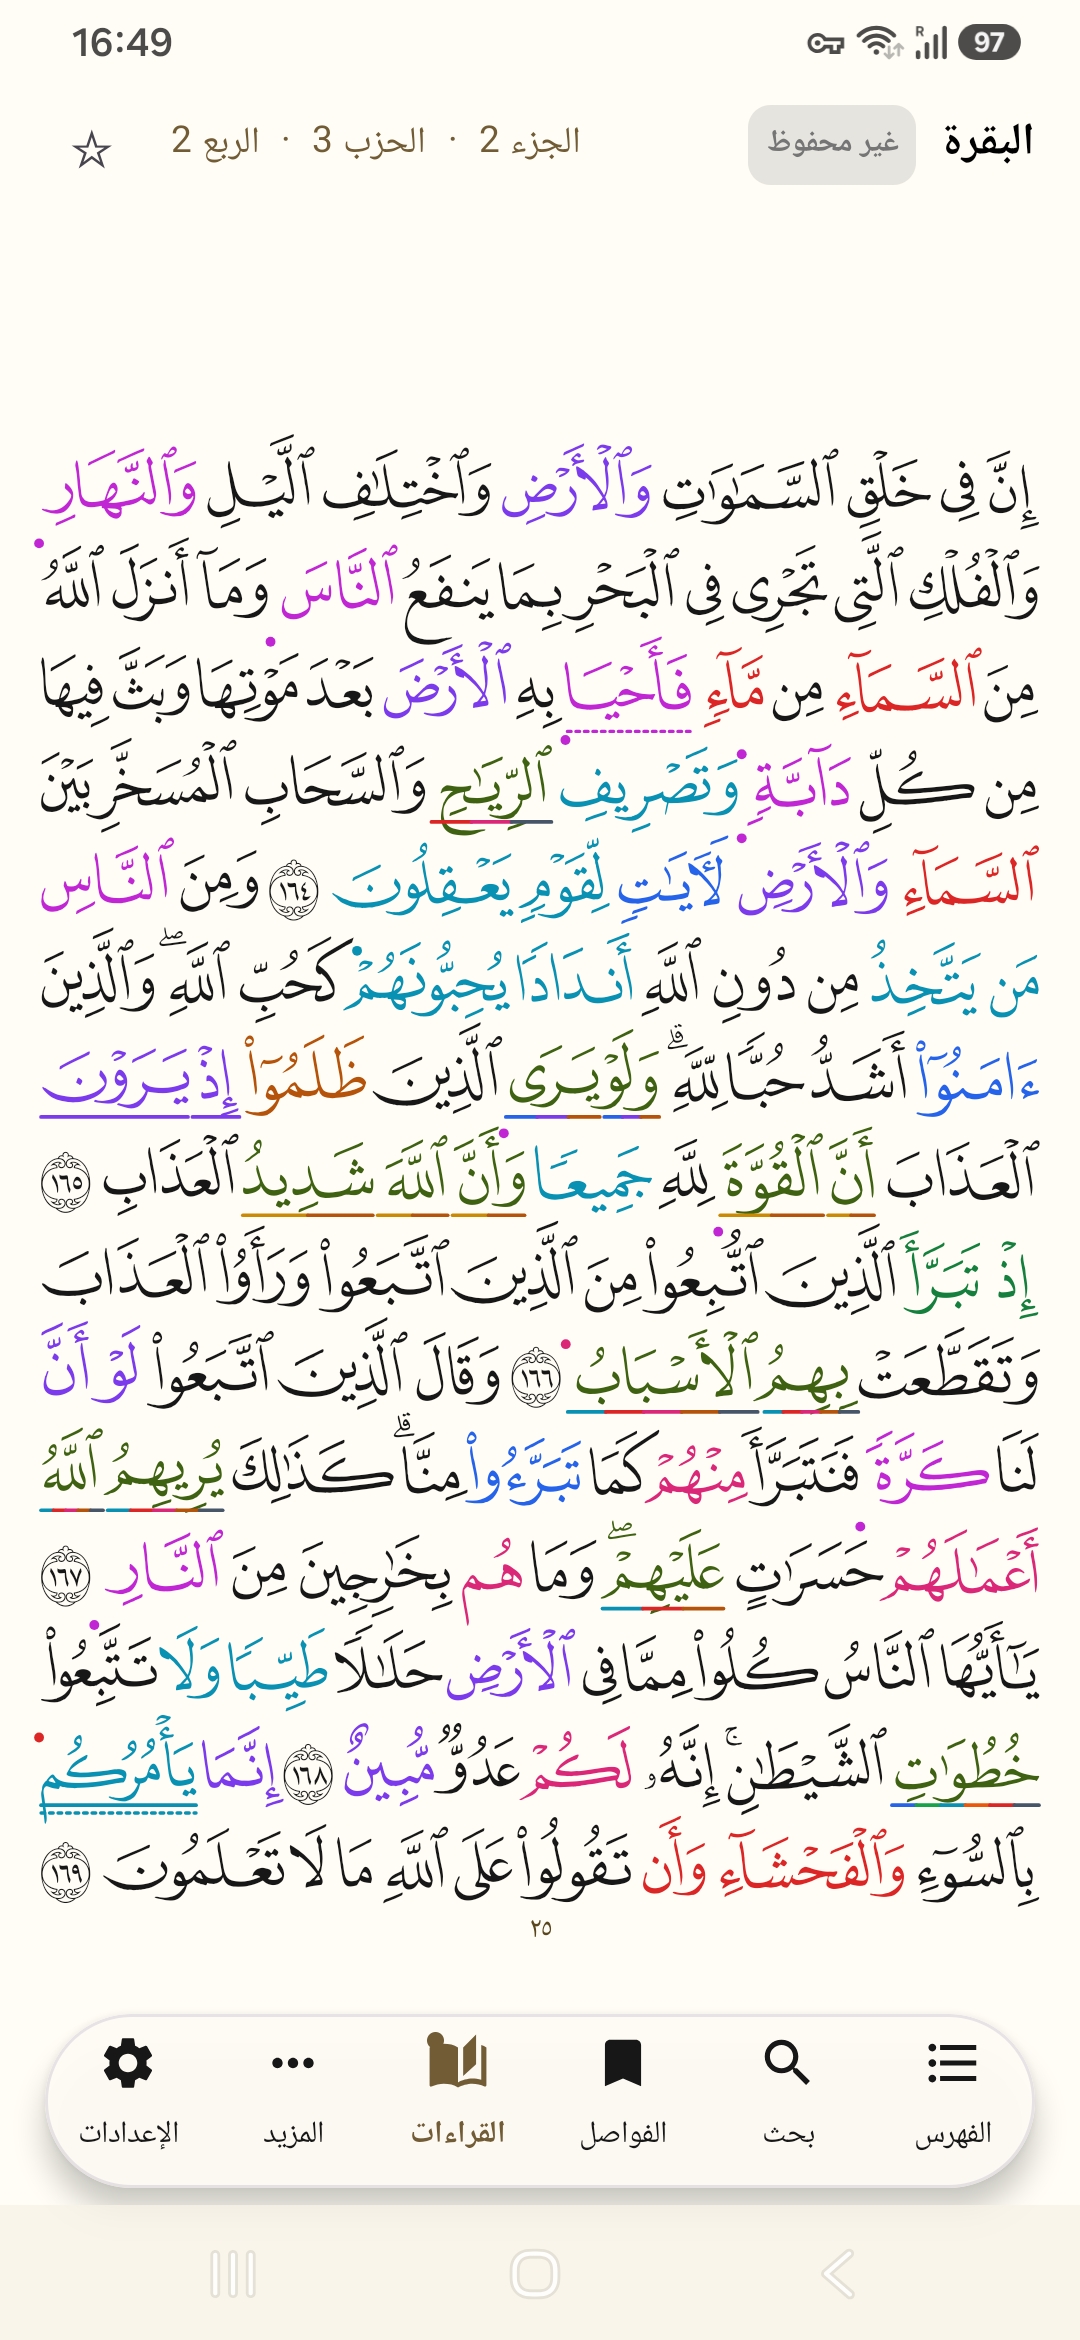 16:49
97
البقرة غير محفوظ الجزء 2 · الحزب 3 · الربع 2
إِنَّ فِى خَلْقِ ٱلسَّمَـٰوَٰتِ وَٱلْأَرْضِ وَٱخْتِلَـٰفِ ٱلَّيْلِ وَٱلنَّهَارِ
وَٱلْفُلْكِ ٱلَّتِى تَجْرِى فِى ٱلْبَحْرِ بِمَا يَنفَعُ ٱلنَّاسَ وَمَآ أَنزَلَ ٱللَّهُ
مِنَ ٱلسَّمَآءِ مِن مَّآءٍ فَأَحْيَا بِهِ ٱلْأَرْضَ بَعْدَ مَوْتِهَا وَبَثَّ فِيهَا
مِن كُلِّ دَآبَّةٍ وَتَصْرِيفِ ٱلرِّيَـٰحِ وَٱلسَّحَابِ ٱلْمُسَخَّرِ بَيْنَ
ٱلسَّمَآءِ وَٱلْأَرْضِ لَـَٔايَـٰتٍ لِّقَوْمٍ يَعْقِلُونَ ١٦٤ وَمِنَ ٱلنَّاسِ
مَن يَتَّخِذُ مِن دُونِ ٱللَّهِ أَندَادًا يُحِبُّونَهُمْ كَحُبِّ ٱللَّهِ ۖ وَٱلَّذِينَ
ءَامَنُوٓا۟ أَشَدُّ حُبًّا لِّلَّهِ ۗ وَلَوْ يَرَى ٱلَّذِينَ ظَلَمُوٓا۟ إِذْ يَرَوْنَ
ٱلْعَذَابَ أَنَّ ٱلْقُوَّةَ لِلَّهِ جَمِيعًا وَأَنَّ ٱللَّهَ شَدِيدُ ٱلْعَذَابِ ١٦٥
إِذْ تَبَرَّأَ ٱلَّذِينَ ٱتُّبِعُوا۟ مِنَ ٱلَّذِينَ ٱتَّبَعُوا۟ وَرَأَوُا۟ ٱلْعَذَابَ
وَتَقَطَّعَتْ بِهِمُ ٱلْأَسْبَابُ ١٦٦ وَقَالَ ٱلَّذِينَ ٱتَّبَعُوا۟ لَوْ أَنَّ
لَنَا كَرَّةً فَنَتَبَرَّأَ مِنْهُمْ كَمَا تَبَرَّءُوا۟ مِنَّا ۗ كَذَٰلِكَ يُرِيهِمُ ٱللَّهُ
أَعْمَـٰلَهُمْ حَسَرَٰتٍ عَلَيْهِمْ ۖ وَمَا هُم بِخَـٰرِجِينَ مِنَ ٱلنَّارِ ١٦٧
يَـٰٓأَيُّهَا ٱلنَّاسُ كُلُوا۟ مِمَّا فِى ٱلْأَرْضِ حَلَـٰلًا طَيِّبًا وَلَا تَتَّبِعُوا۟
خُطُوَٰتِ ٱلشَّيْطَـٰنِ ۚ إِنَّهُۥ لَكُمْ عَدُوٌّ مُّبِينٌ ١٦٨ إِنَّمَا يَأْمُرُكُم
بِٱلسُّوٓءِ وَٱلْفَحْشَآءِ وَأَن تَقُولُوا۟ عَلَى ٱللَّهِ مَا لَا تَعْلَمُونَ ١٦٩
٢٥
الفهرس بحث الفواصل القراءات المزيد الإعدادات